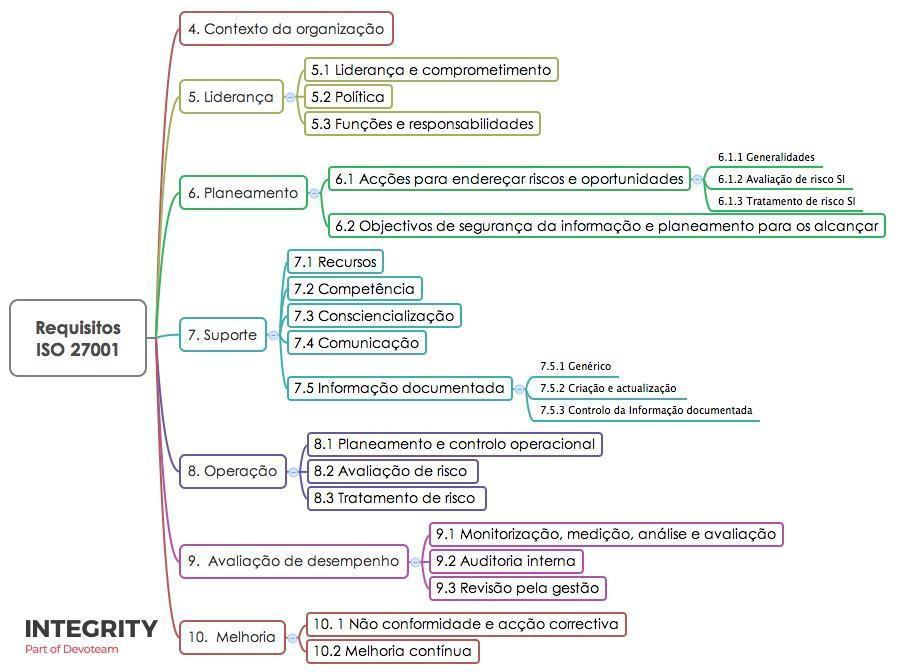 Requisitos
ISO 27001
4. Contexto da organização
5. Liderança
5.1 Liderança e comprometimento
5.2 Política
5.3 Funções e responsabilidades
6. Planeamento
6.1 Acções para endereçar riscos e oportunidades
6.1.1 Generalidades
6.1.2 Avaliação de risco SI
6.1.3 Tratamento de risco SI
6.2 Objectivos de segurança da informação e planeamento para os alcançar
7. Suporte
7.1 Recursos
7.2 Competência
7.3 Consciencialização
7.4 Comunicação
7.5 Informação documentada
7.5.1 Genérico
7.5.2 Criação e actualização
7.5.3 Controlo da Informação documentada
8. Operação
8.1 Planeamento e controlo operacional
8.2 Avaliação de risco
8.3 Tratamento de risco
9. Avaliação de desempenho
9.1 Monitorização, medição, análise e avaliação
9.2 Auditoria interna
9.3 Revisão pela gestão
10. Melhoria
10. 1 Não conformidade e acção correctiva
10.2 Melhoria contínua
INTEGRITY
Part of Devoteam